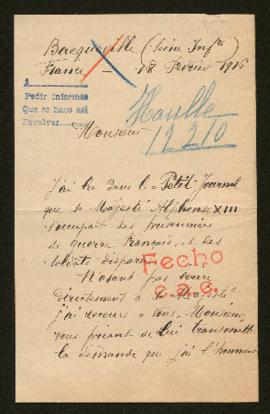 Bacqueville (Seine Infre)
France – 18 Février 1916
A
Pedir informes
Que se haga así
Devolver
Haulle
12210
Monsieur
J'ai lu dans le Petit Journal
que sa Majesté Alphonse XIII
s'occupait des prisonniers
de guerre français, et des
soldats disparus.
Fecho
c.a.c.
N'osant pas écrire
directement à Sa Majesté
j'ai recours à vous, Monsieur,
vous priant de lui transmettre
la demande que j'ai l'honneur